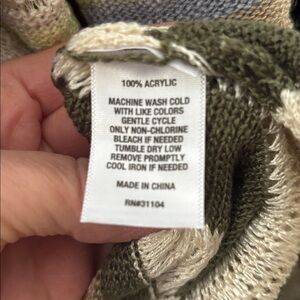 100% ACRYLIC
MACHINE WASH COLD
WITH LIKE COLORS
GENTLE CYCLE
ONLY NON-CHLORINE
BLEACH IF NEEDED
TUMBLE DRY LOW
REMOVE PROMPTLY
COOL IRON IF NEEDED
MADE IN CHINA
RN#31104